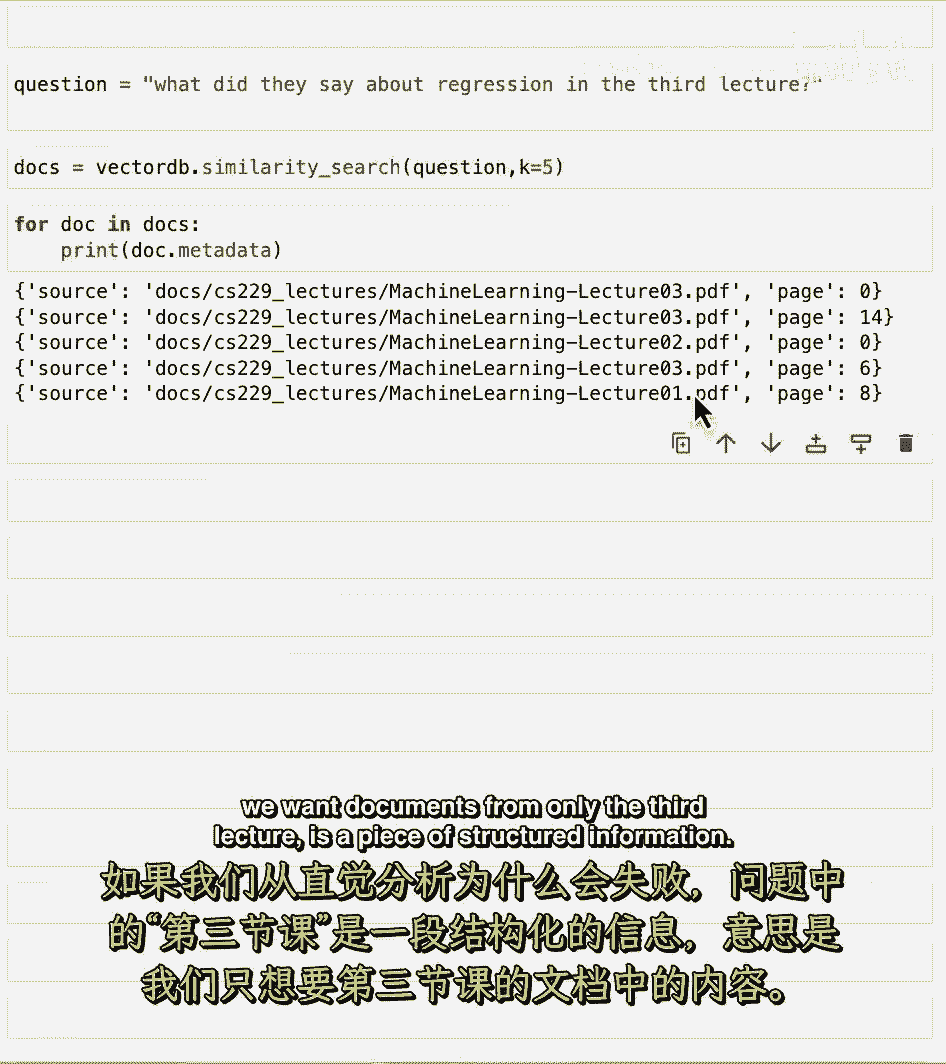 question = "what did they say about regression in the third lecture?"
docs = vectordb.similarity_search(question,k=5)
for doc in docs:
    print(doc.metadata)
{'source': 'docs/cs229_lectures/MachineLearning-Lecture03.pdf', 'page': 0}
{'source': 'docs/cs229_lectures/MachineLearning-Lecture03.pdf', 'page': 14}
{'source': 'docs/cs229_lectures/MachineLearning-Lecture02.pdf', 'page': 0}
{'source': 'docs/cs229_lectures/MachineLearning-Lecture03.pdf', 'page': 6}
{'source': 'docs/cs229_lectures/MachineLearning-Lecture01.pdf', 'page': 8}
we want documents from only the third
lecture, is a piece of structured information.
如果我们从直觉分析为什么会失败，问题中
的“第三节课”是一段结构化的信息，意思是
我们只想要第三节课的文档中的内容。